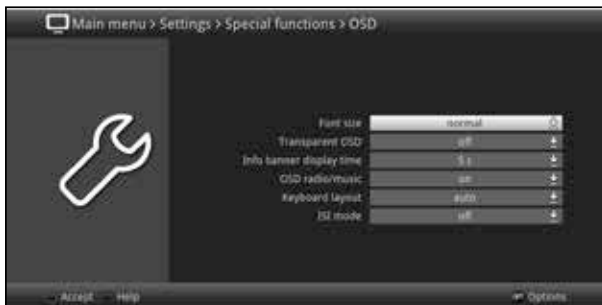 Main menu > Settings > Special functions > OSD
Font size normal
Transparent OSD off
Info banner display time 5 s
OSD radio/music on
Keyboard layout auto
ISI mode off
Accept Help Options